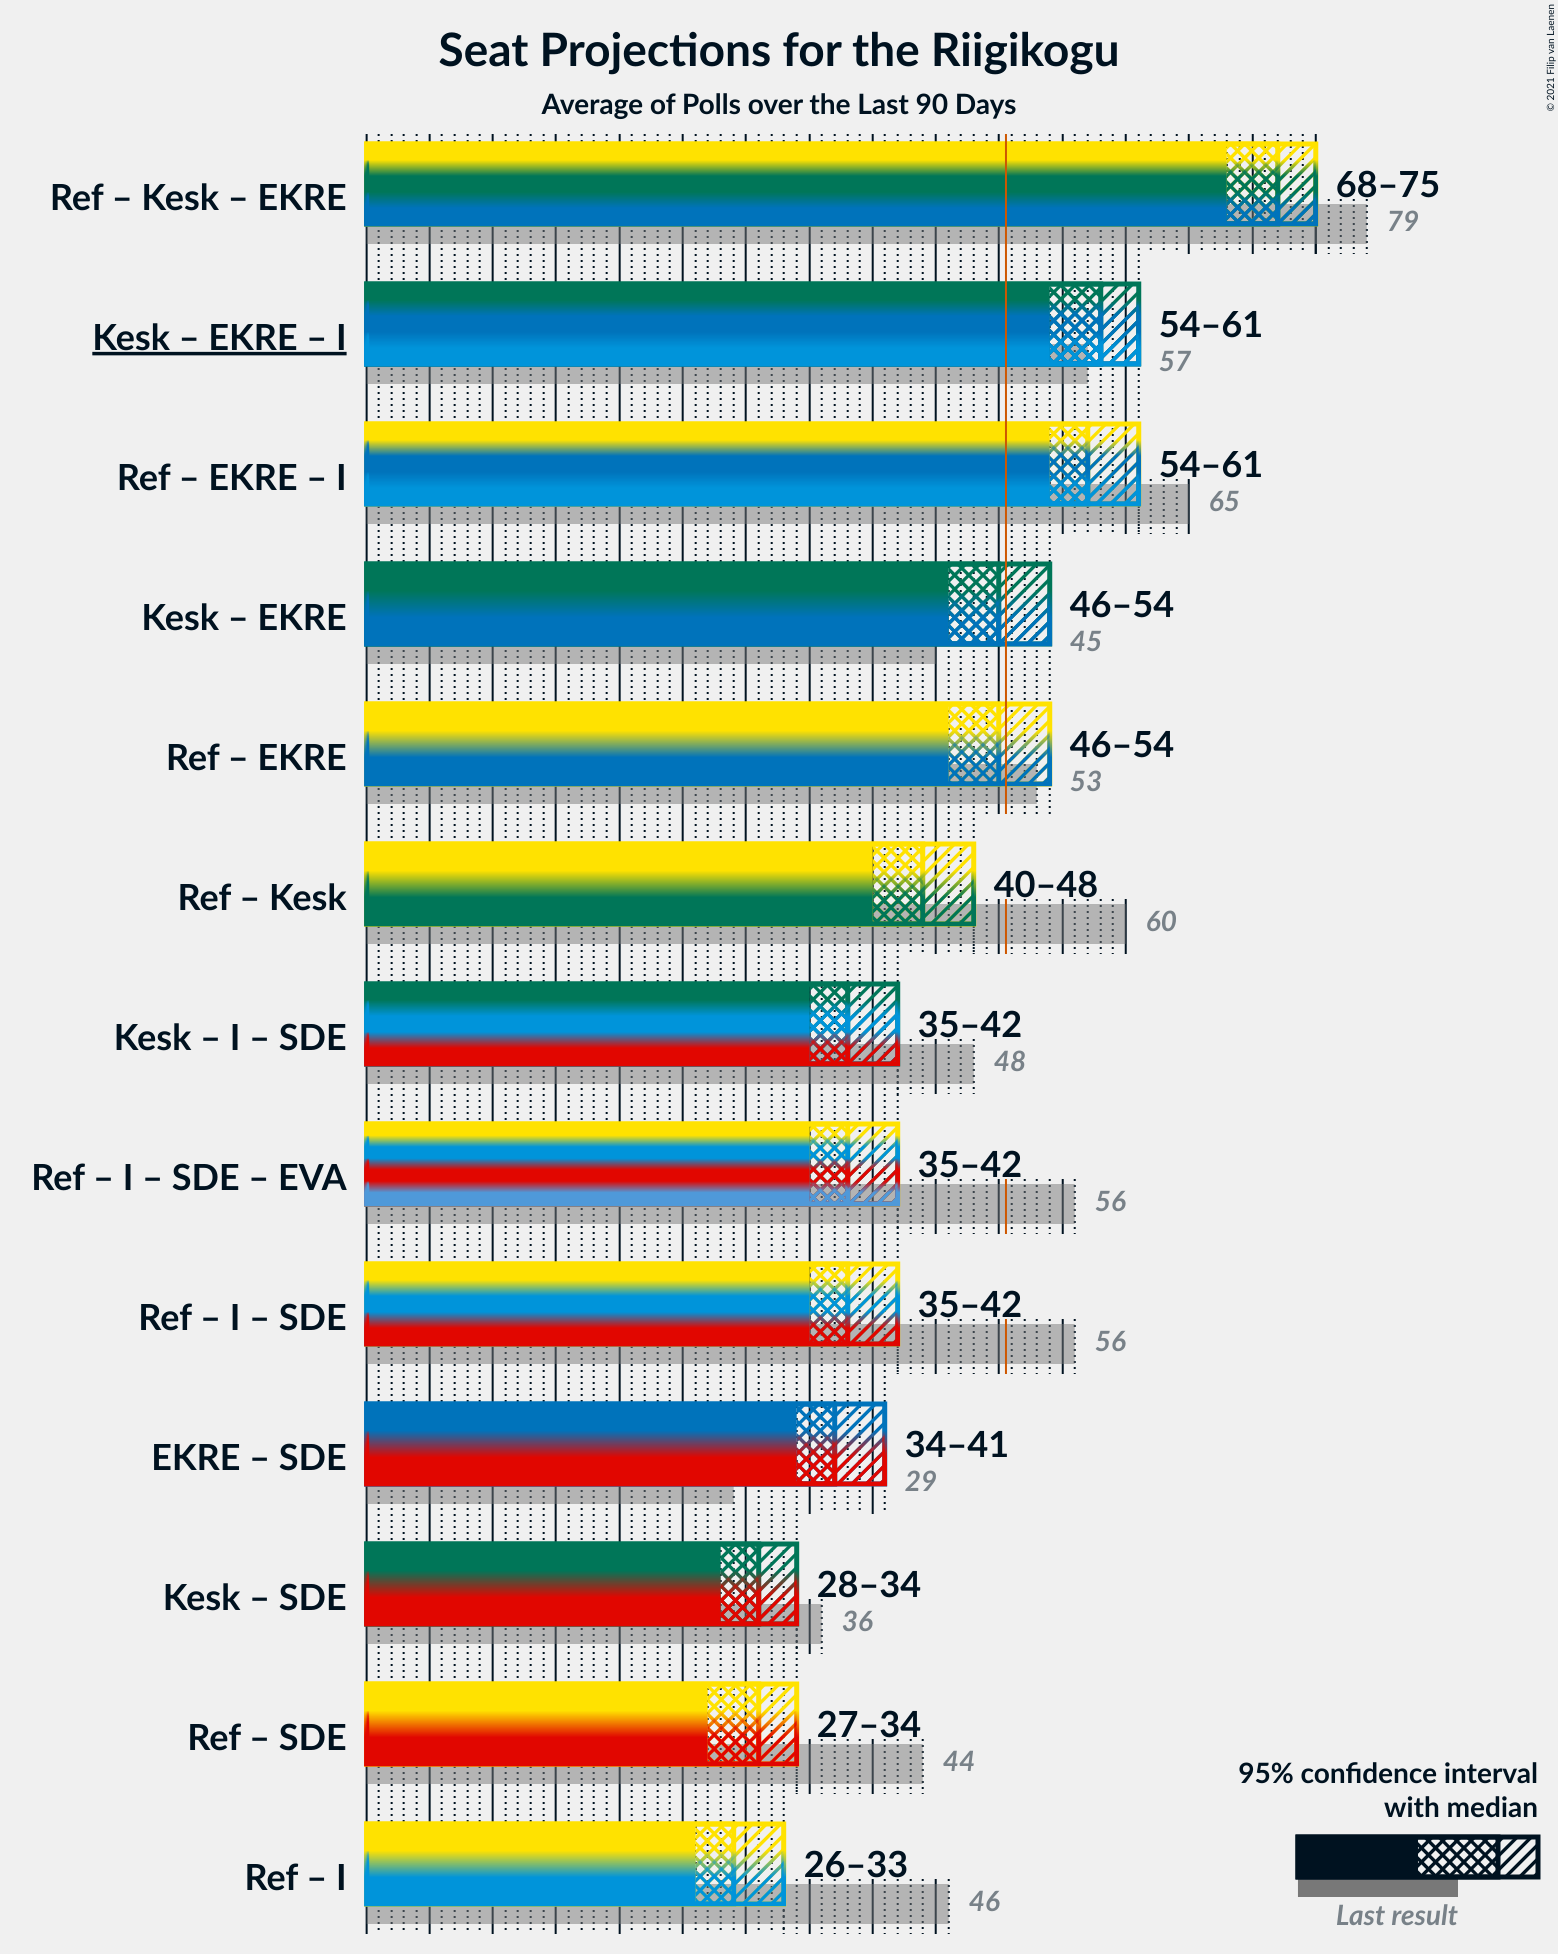 Seat Projections for the Riigikogu
Average of Polls over the Last 90 Days
© 2021 Filip van Laenen
Ref – Kesk – EKRE
68–75
79
Kesk – EKRE – I
54–61
57
Ref – EKRE – I
54–61
65
Kesk – EKRE
46–54
45
Ref – EKRE
46–54
53
Ref – Kesk
40–48
60
Kesk – I – SDE
35–42
48
Ref – I – SDE – EVA
35–42
56
Ref – I – SDE
35–42
56
EKRE – SDE
34–41
29
Kesk – SDE
28–34
36
Ref – SDE
27–34
44
Ref – I
26–33
46
95% confidence interval
with median
Last result